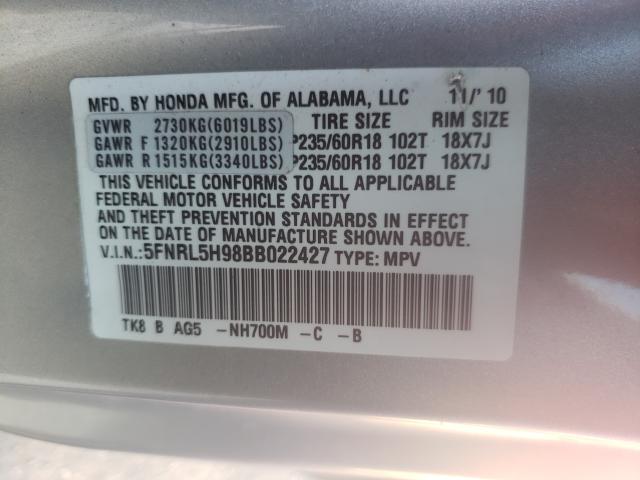 MFD. BY HONDA MFG. OF ALABAMA, LLC 11/'10
GVWR 2730KG(6019LBS) TIRE SIZE RIM SIZE
GAWR F 1320KG(2910LBS) P235/60R18 102T 18X7J
GAWR R 1515KG(3340LBS) P235/60R18 102T 18X7J
THIS VEHICLE CONFORMS TO ALL APPLICABLE
FEDERAL MOTOR VEHICLE SAFETY
AND THEFT PREVENTION STANDARDS IN EFFECT
ON THE DATE OF MANUFACTURE SHOWN ABOVE.
V.I.N.:5FNRL5H98BB022427 TYPE: MPV
TK8 B AG5 -NH700M -C -B